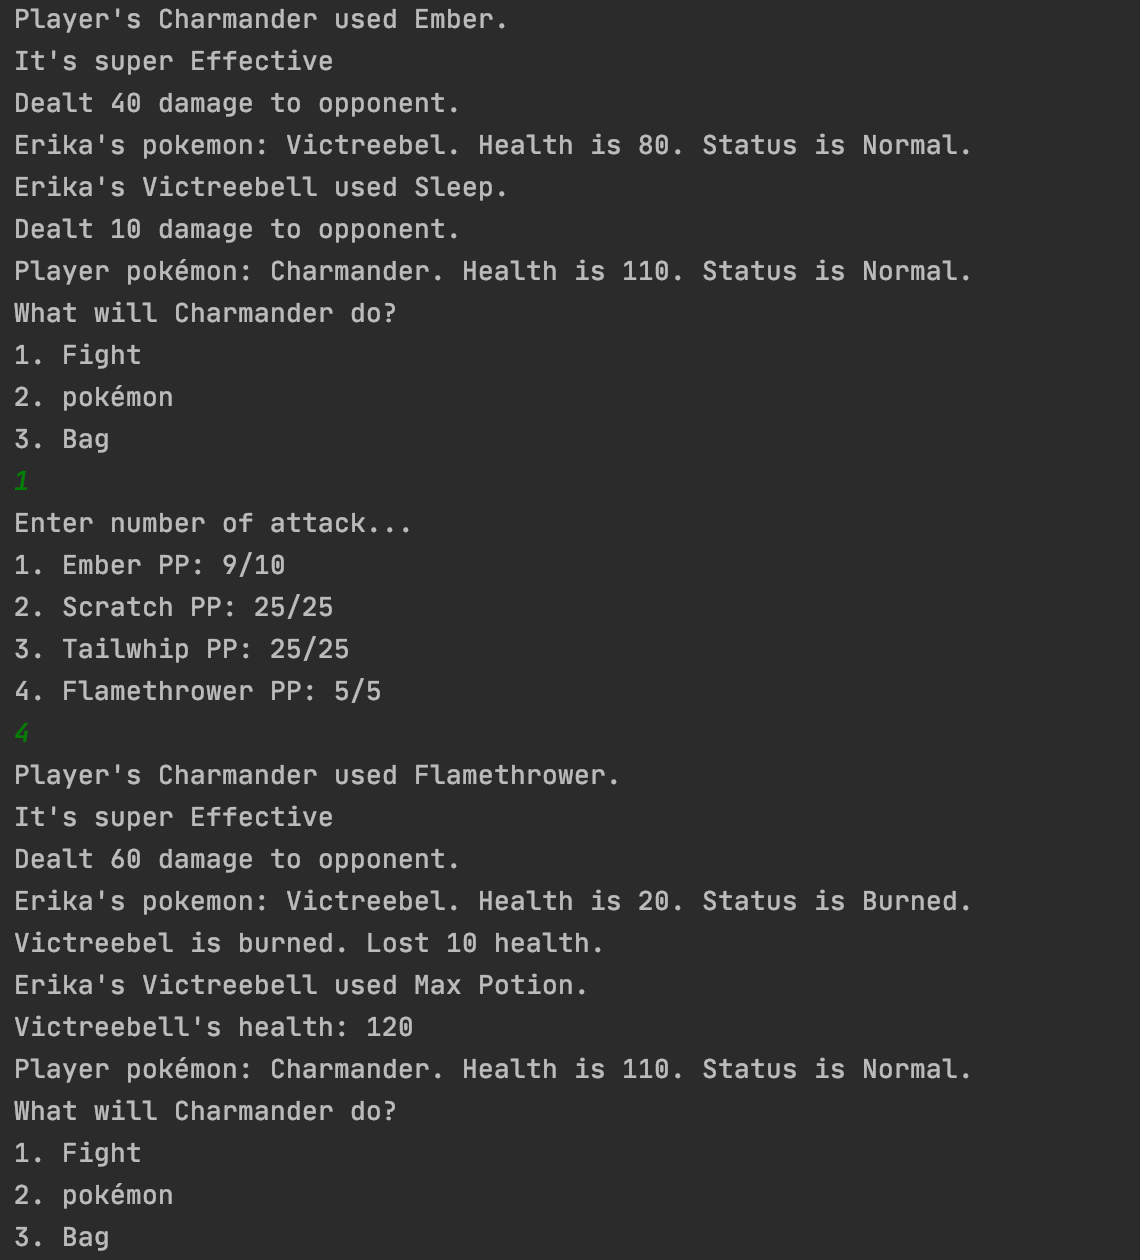 Player's Charmander used Ember.
It's super Effective
Dealt 40 damage to opponent.
Erika's pokemon: Victreebel. Health is 80. Status is Normal.
Erika's Victreebell used Sleep.
Dealt 10 damage to opponent.
Player pokémon: Charmander. Health is 110. Status is Normal.
What will Charmander do?
1. Fight
2. pokémon
3. Bag
1
Enter number of attack...
1. Ember PP: 9/10
2. Scratch PP: 25/25
3. Tailwhip PP: 25/25
4. Flamethrower PP: 5/5
4
Player's Charmander used Flamethrower.
It's super Effective
Dealt 60 damage to opponent.
Erika's pokemon: Victreebel. Health is 20. Status is Burned.
Victreebel is burned. Lost 10 health.
Erika's Victreebell used Max Potion.
Victreebell's health: 120
Player pokémon: Charmander. Health is 110. Status is Normal.
What will Charmander do?
1. Fight
2. pokémon
3. Bag